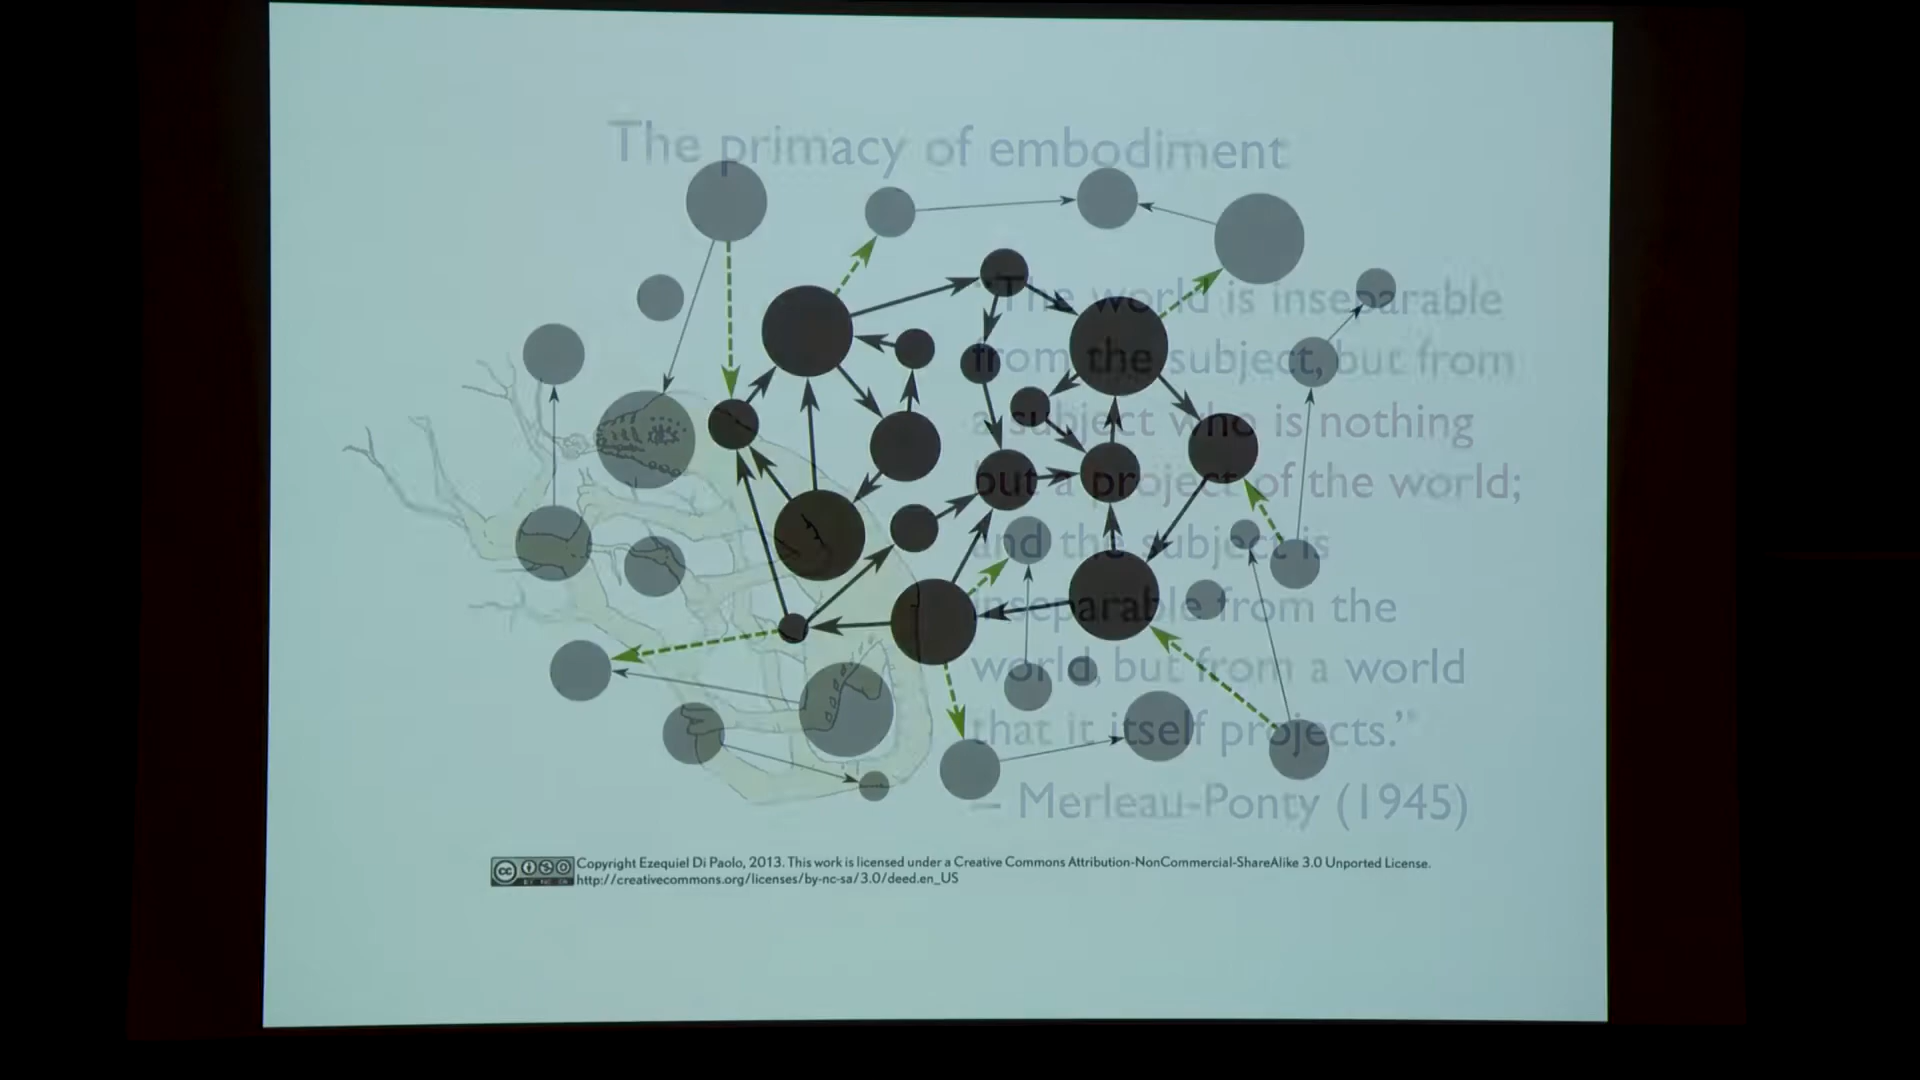 The primacy of embodiment
"The world is inseparable
from the subject, but from
a subject who is nothing
but a project of the world;
and the subject is
inseparable from the
world, but from a world
that it itself projects."
– Merleau-Ponty (1945)
Copyright Ezequiel Di Paolo, 2013. This work is licensed under a Creative Commons Attribution-NonCommercial-ShareAlike 3.0 Unported License.
http://creativecommons.org/licenses/by-nc-sa/3.0/deed.en_US